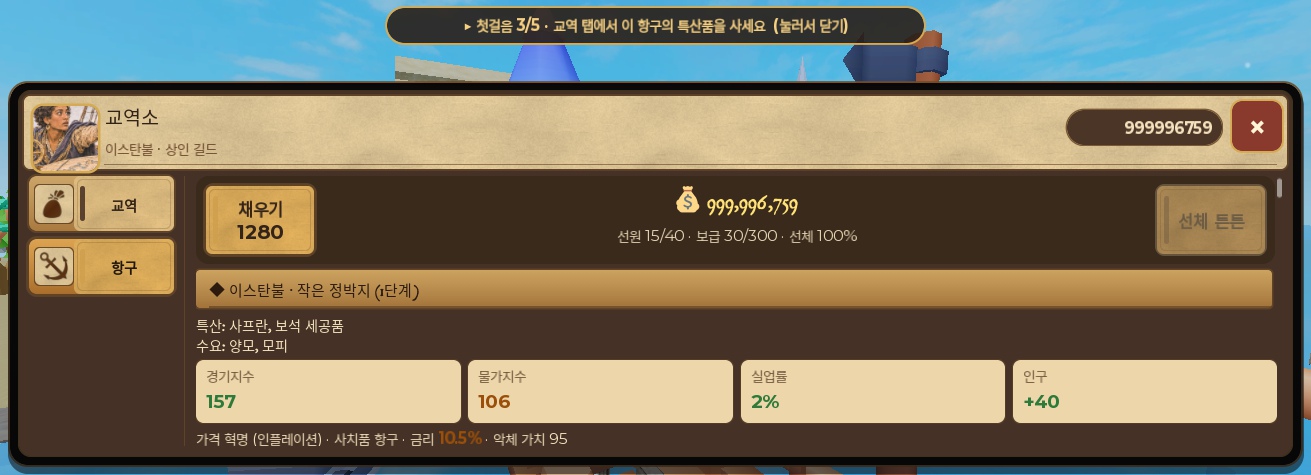 ▸ 첫걸음 3/5 · 교역 탭에서 이 항구의 특산품을 사세요 (눌러서 닫기)
교역소
이스탄불 · 상인 길드
999996759
×
교역
항구
채우기
1280
$ 999,996,759
선원 15/40 · 보급 30/300 · 선체 100%
선체 튼튼
◆ 이스탄불 · 작은 정박지 (1단계)
특산: 사프란, 보석 세공품
수요: 양모, 모피
경기지수
157
물가지수
106
실업률
2%
인구
+40
가격 혁명 (인플레이션) · 사치품 항구 · 금리 10.5% · 악체 가치 95